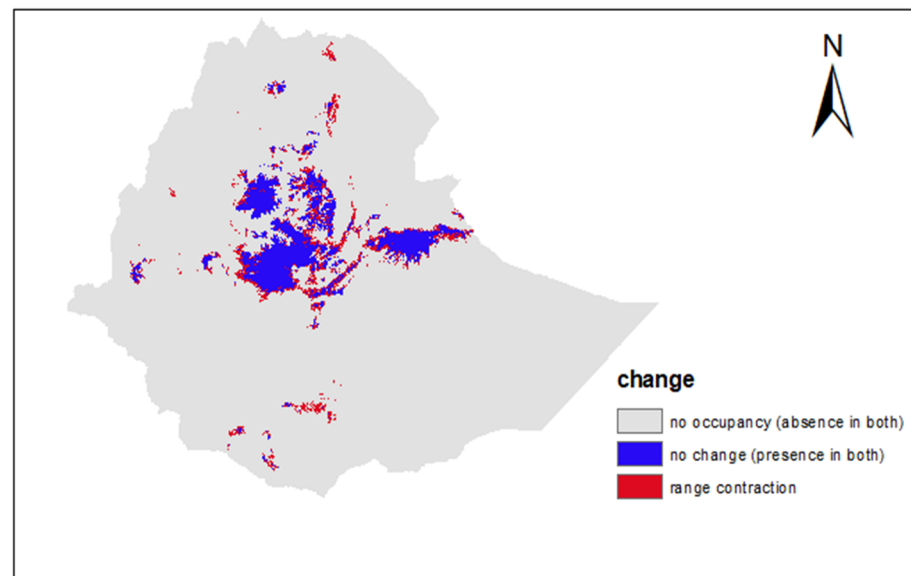 N
change
no occupancy (absence in both)
no change (presence in both)
range contraction